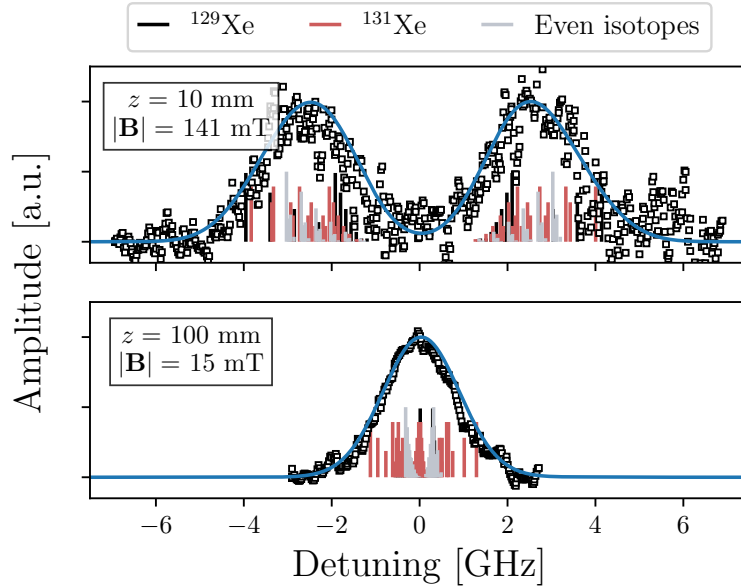 ¹²⁹Xe ¹³¹Xe Even isotopes
z = 10 mm
|B| = 141 mT
z = 100 mm
|B| = 15 mT
Amplitude [a.u.]
−6 −4 −2 0 2 4 6
Detuning [GHz]